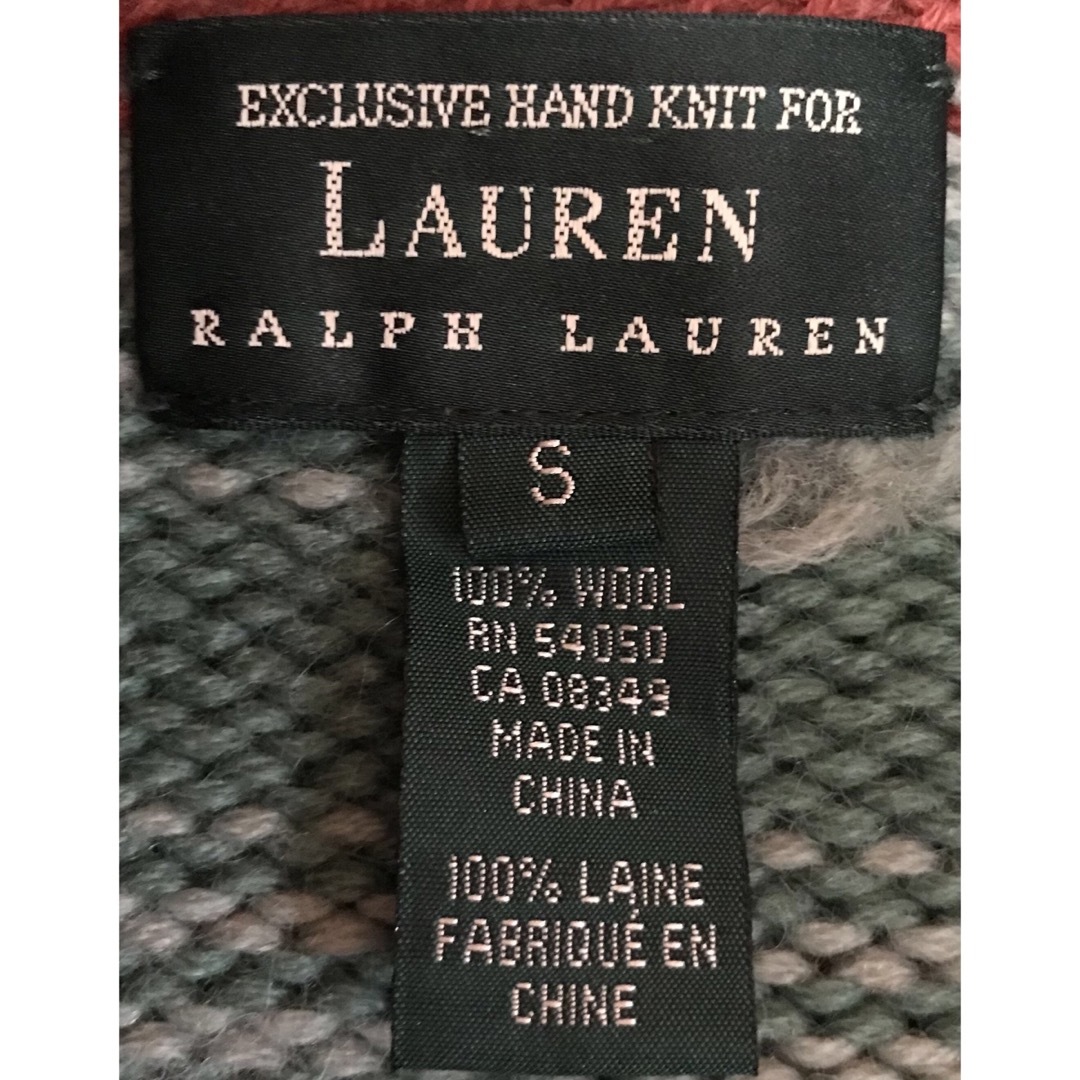 EXCLUSIVE HAND KNIT FOR
LAUREN
RALPH LAUREN
S
100% WOOL
RN 54050
CA 08349
MADE IN
CHINA
100% LAINE
FABRIQUÉ EN
CHINE